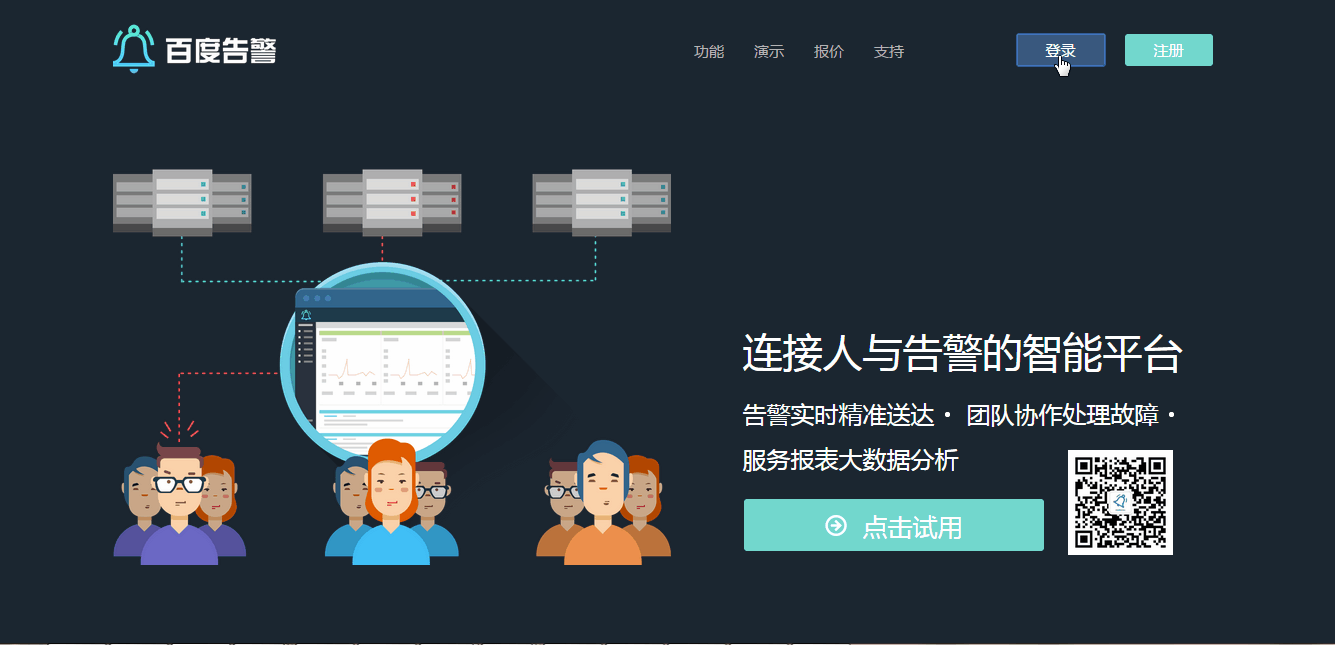 百度告警
功能 演示 报价 支持 登录 注册
连接人与告警的智能平台
告警实时精准送达· 团队协作处理故障·
服务报表大数据分析
点击试用